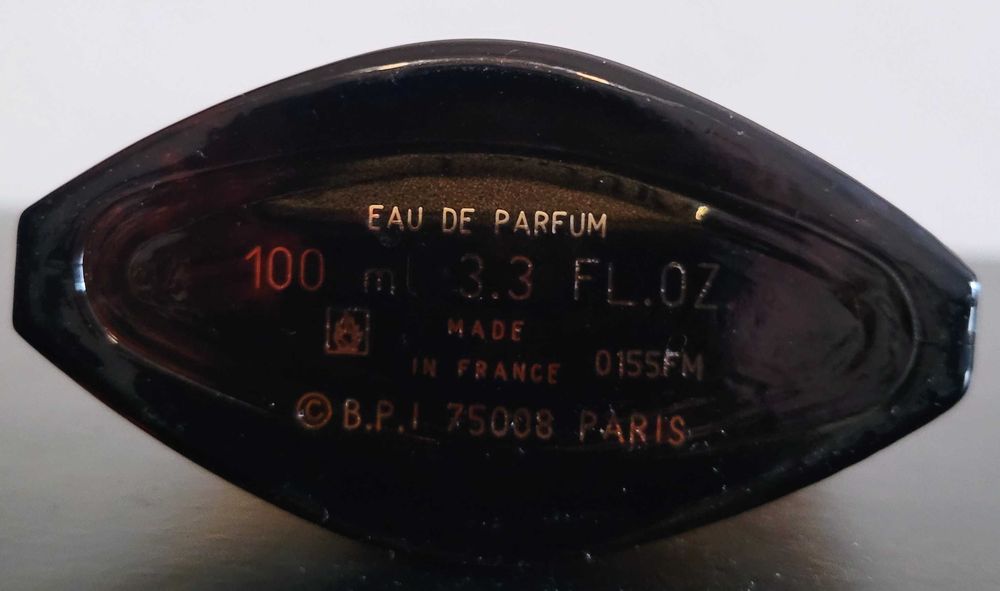 EAU DE PARFUM
100 ml 3.3 FL.OZ
MADE
IN FRANCE 0155FM
© B.P.I 75008 PARIS